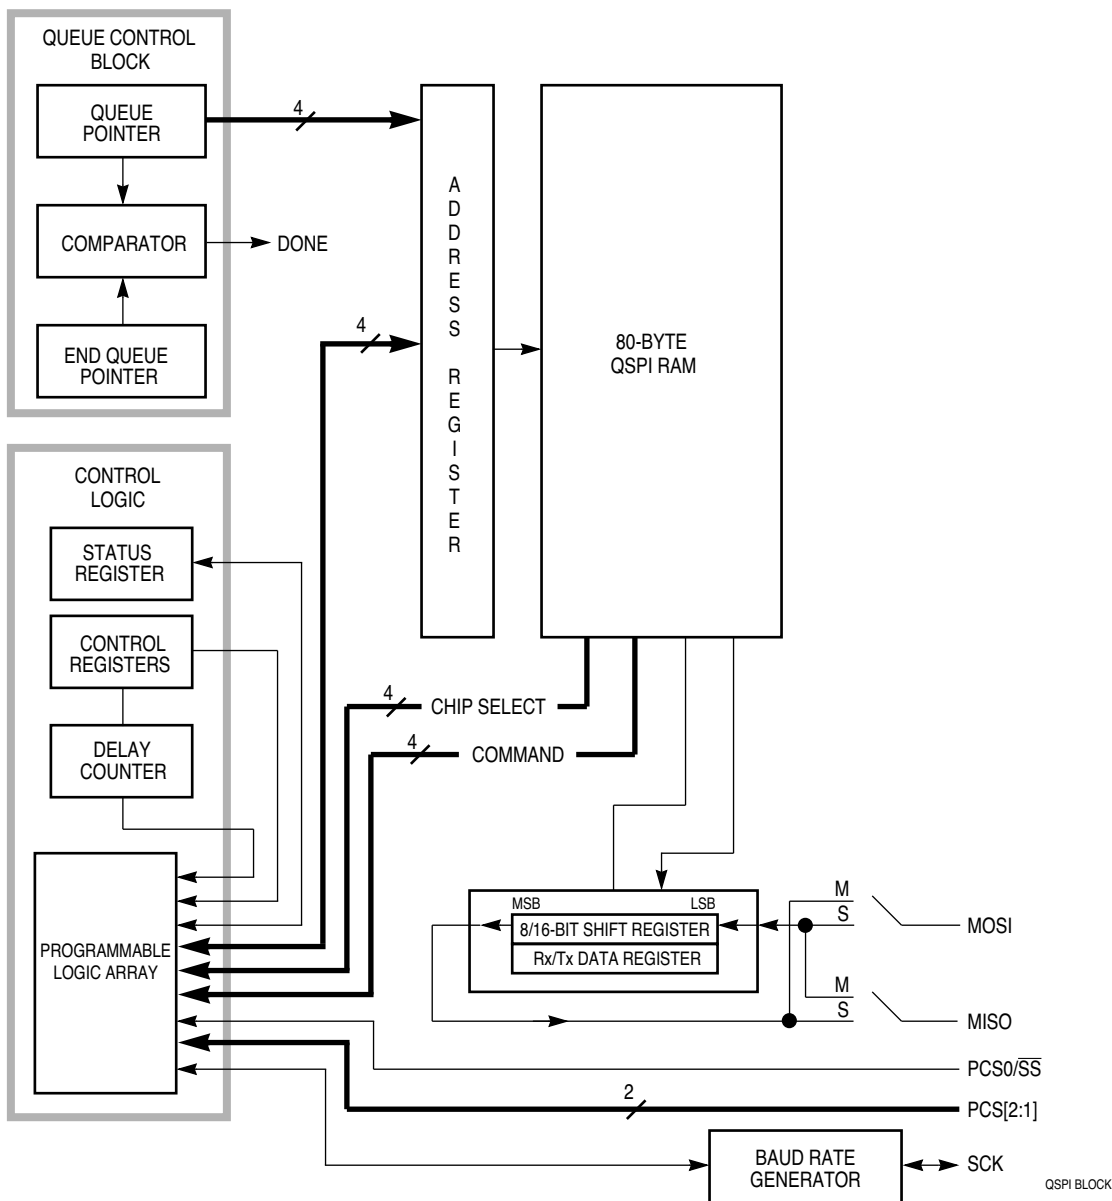 QUEUE CONTROL
BLOCK
QUEUE
POINTER
4
COMPARATOR
DONE
END QUEUE
POINTER
4
ADDRESS REGISTER
80-BYTE
QSPI RAM
CONTROL
LOGIC
STATUS
REGISTER
CONTROL
REGISTERS
DELAY
COUNTER
PROGRAMMABLE
LOGIC ARRAY
4
CHIP SELECT
4
COMMAND
MSB
LSB
8/16-BIT SHIFT REGISTER
Rx/Tx DATA REGISTER
M
S
MOSI
M
S
MISO
PCS0/S̅S̅
2
PCS[2:1]
BAUD RATE
GENERATOR
SCK
QSPI BLOCK